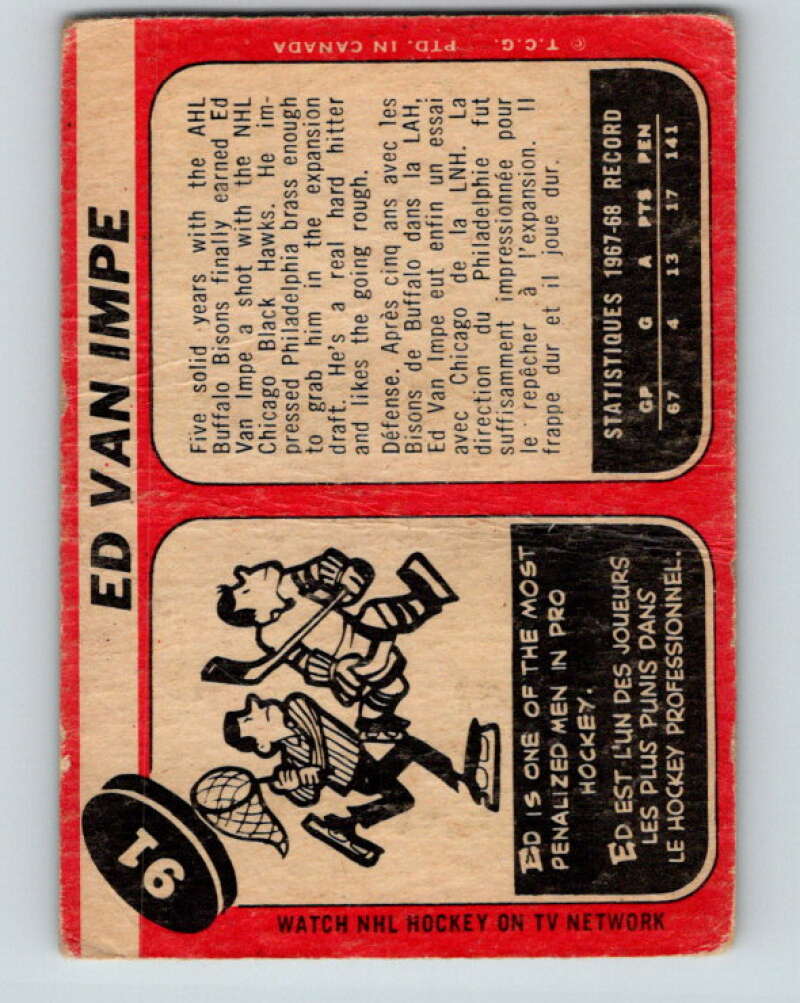 91
ED VAN IMPE
WATCH NHL HOCKEY ON TV NETWORK
ED IS ONE OF THE MOST
PENALIZED MEN IN PRO
HOCKEY.
ED EST L'UN DES JOUEURS
LES PLUS PUNIS DANS
LE HOCKEY PROFESSIONNEL.
Five solid years with the AHL
Buffalo Bisons finally earned Ed
Van Impe a shot with the NHL
Chicago Black Hawks. He im-
pressed Philadelphia brass enough
to grab him in the expansion
draft. He's a real hard hitter
and likes the going rough.
Défense. Après cinq ans avec les
Bisons de Buffalo dans la LAH,
Ed Van Impe eut enfin un essai
avec Chicago de la LNH. La
direction du Philadelphie fut
suffisamment impressionnée pour
le repêcher à l'expansion. Il
frappe dur et il joue dur.
STATISTIQUES 1967-68 RECORD
GP G A PTS PEN
67 4 13 17 141
© T.C.G. PTD. IN CANADA